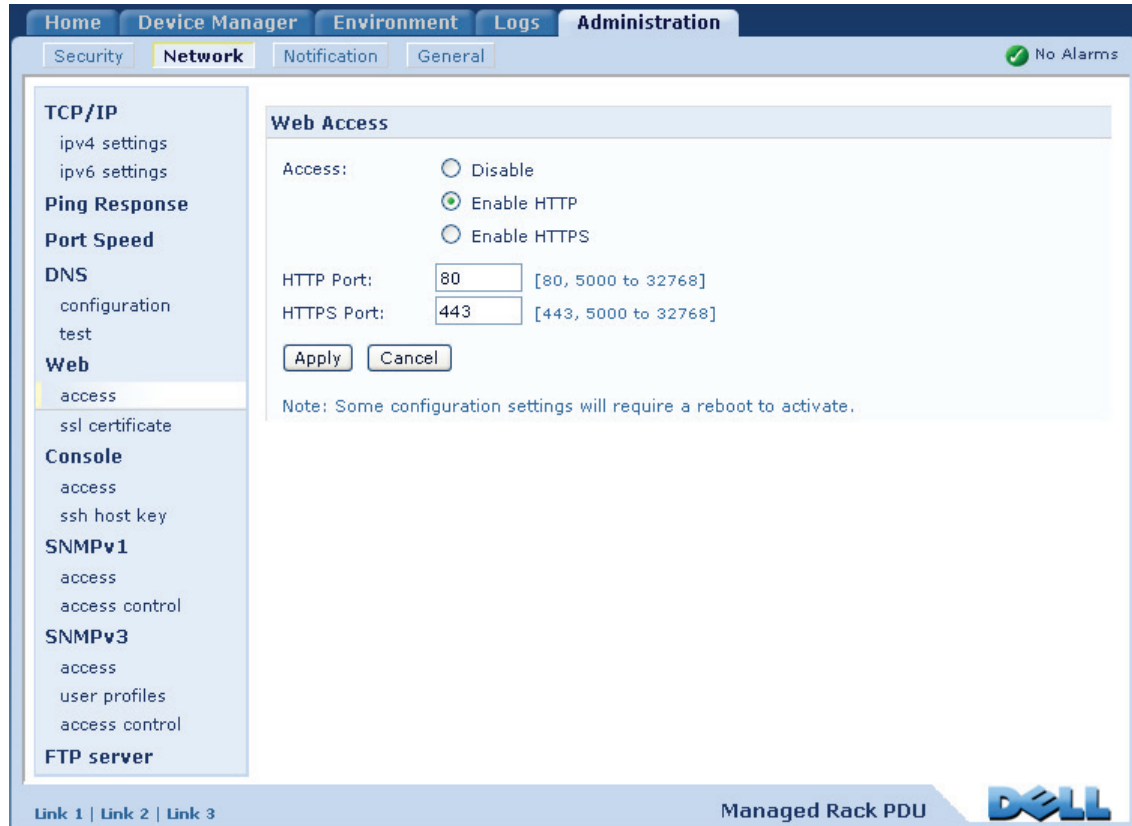 Home Device Manager Environment Logs Administration
Security Network Notification General No Alarms
TCP/IP
ipv4 settings
ipv6 settings
Ping Response
Port Speed
DNS
configuration
test
Web
access
ssl certificate
Console
access
ssh host key
SNMPv1
access
access control
SNMPv3
access
user profiles
access control
FTP server
Web Access
Access: Disable
Enable HTTP
Enable HTTPS
HTTP Port: 80 [80, 5000 to 32768]
HTTPS Port: 443 [443, 5000 to 32768]
Apply Cancel
Note: Some configuration settings will require a reboot to activate.
Link 1 | Link 2 | Link 3 Managed Rack PDU DELL